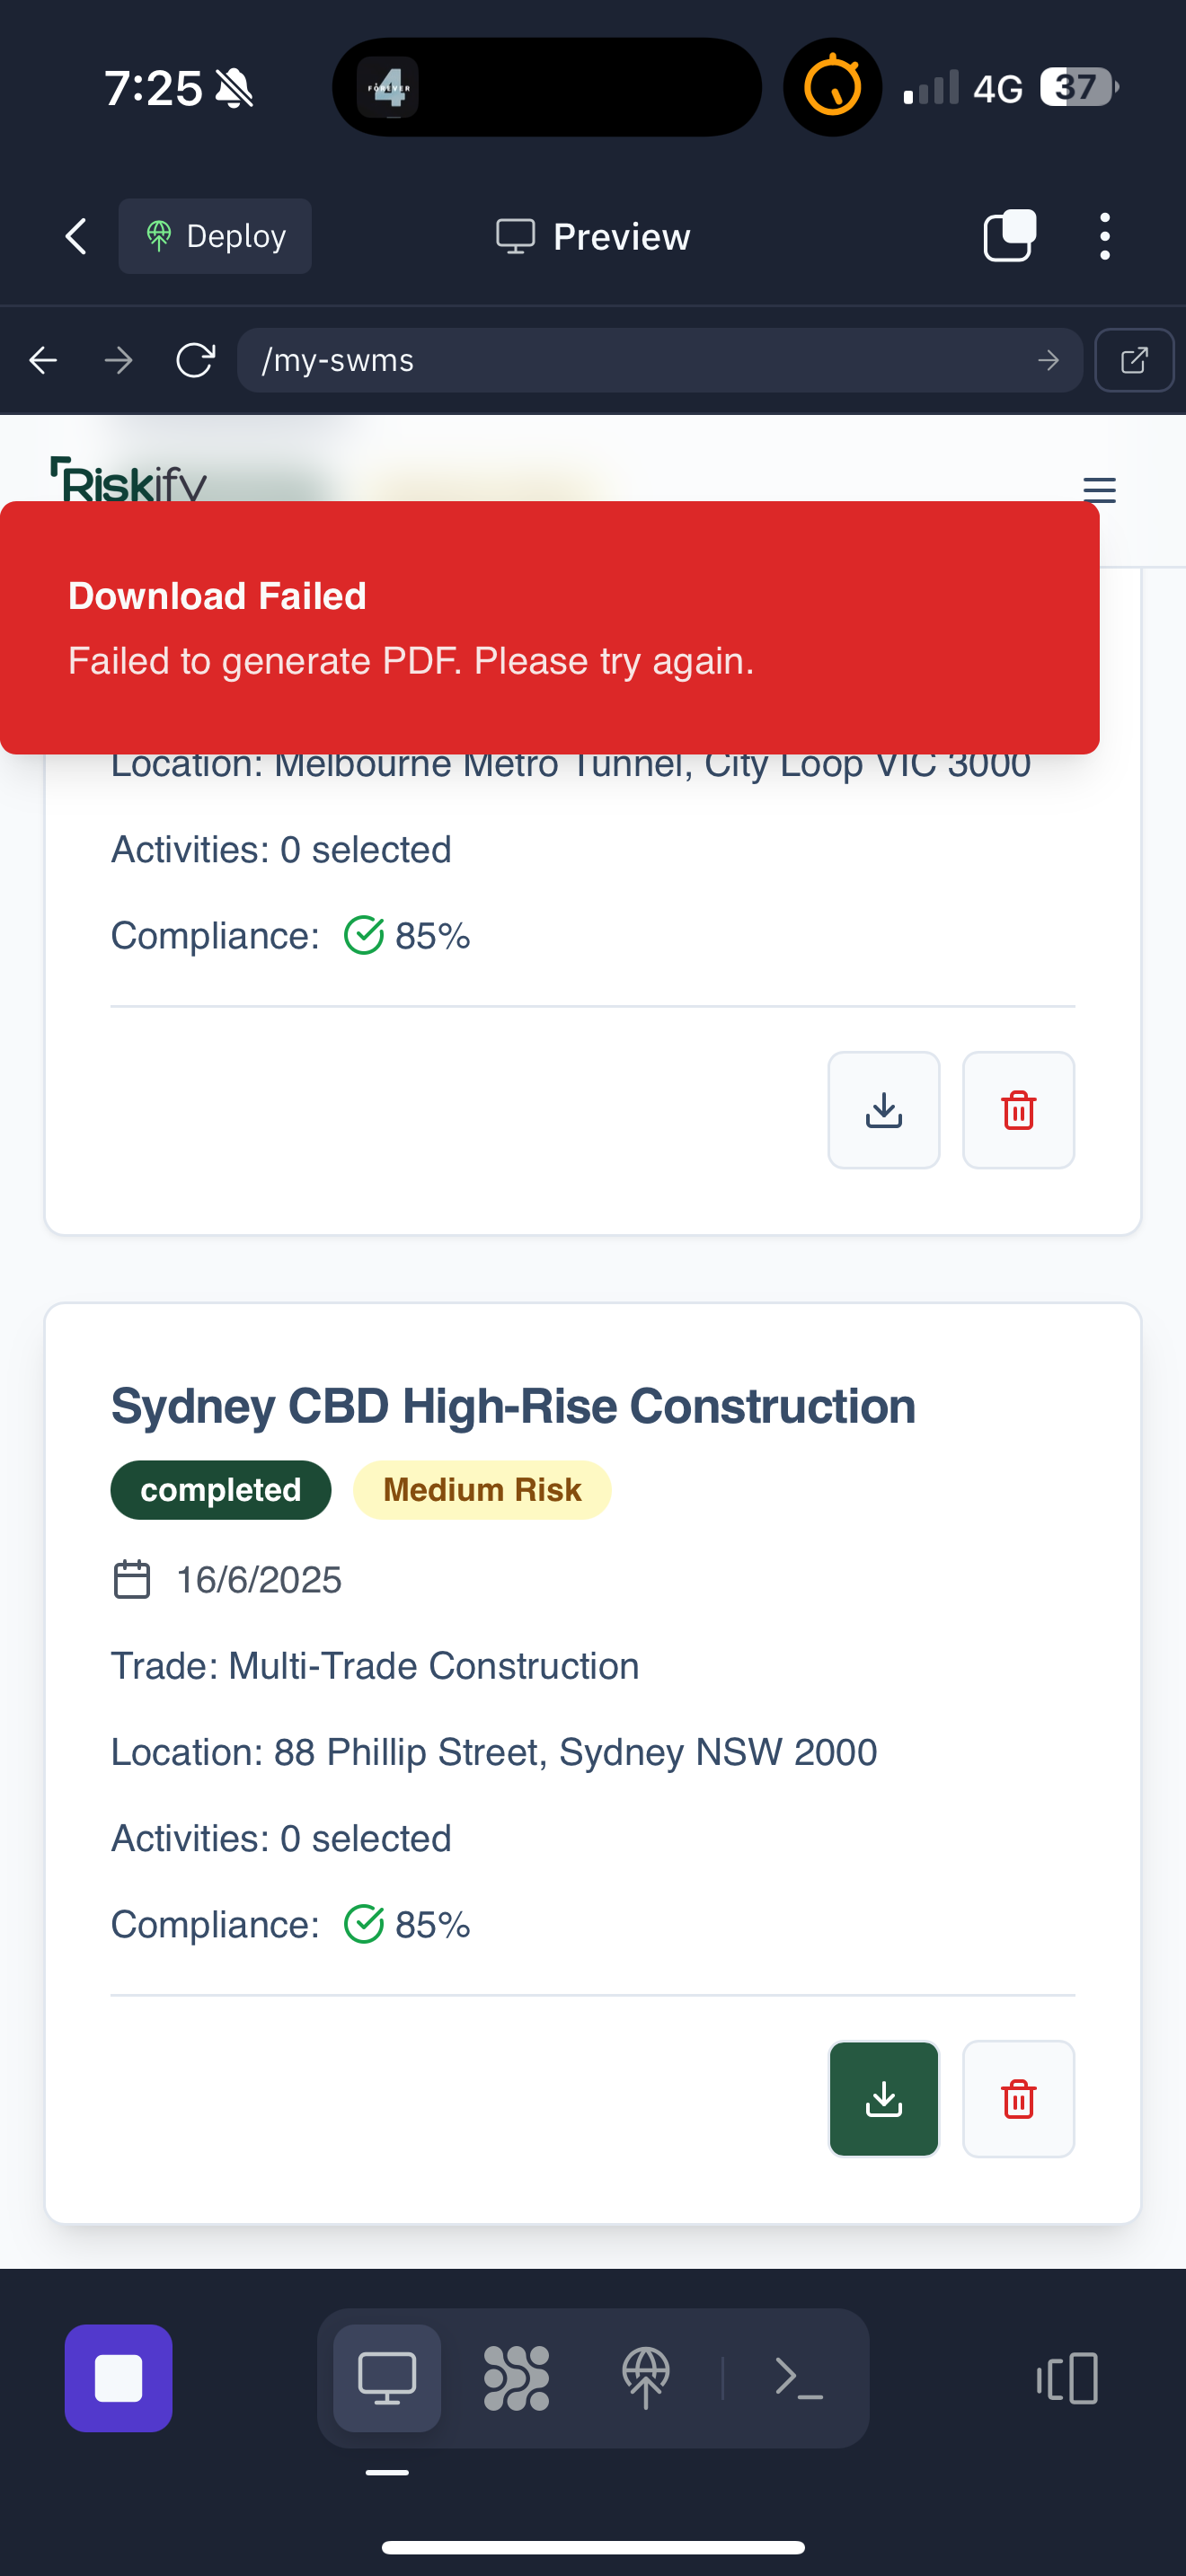 7:25
4
FOREVER
4G
37
Deploy
Preview
/my-swms
Riskify
Download Failed
Failed to generate PDF. Please try again.
Location: Melbourne Metro Tunnel, City Loop VIC 3000
Activities: 0 selected
Compliance: 85%
Sydney CBD High-Rise Construction
completed
Medium Risk
16/6/2025
Trade: Multi-Trade Construction
Location: 88 Phillip Street, Sydney NSW 2000
Activities: 0 selected
Compliance: 85%